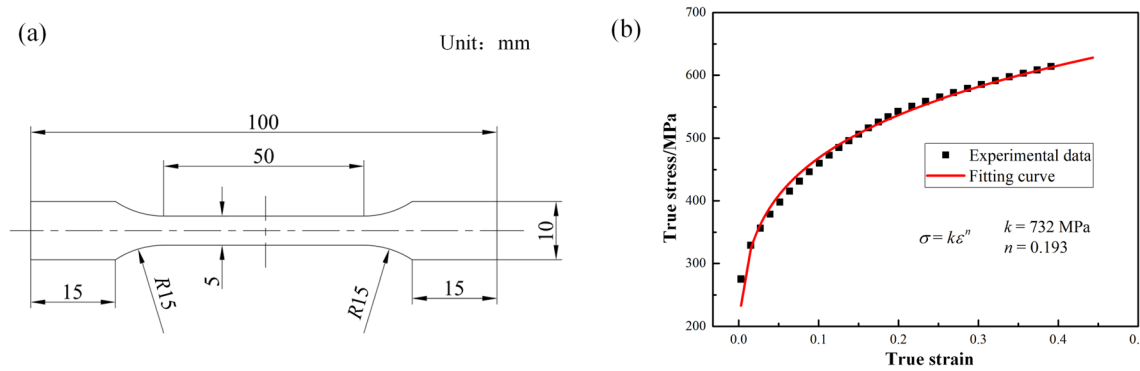 (a)
Unit: mm
100
50
10
5
15
R15
R15
15
(b)
700
600
500
400
300
200
True stress/MPa
Experimental data
Fitting curve
σ = kεⁿ
k = 732 MPa
n = 0.193
0.0 0.1 0.2 0.3 0.4 0.
True strain